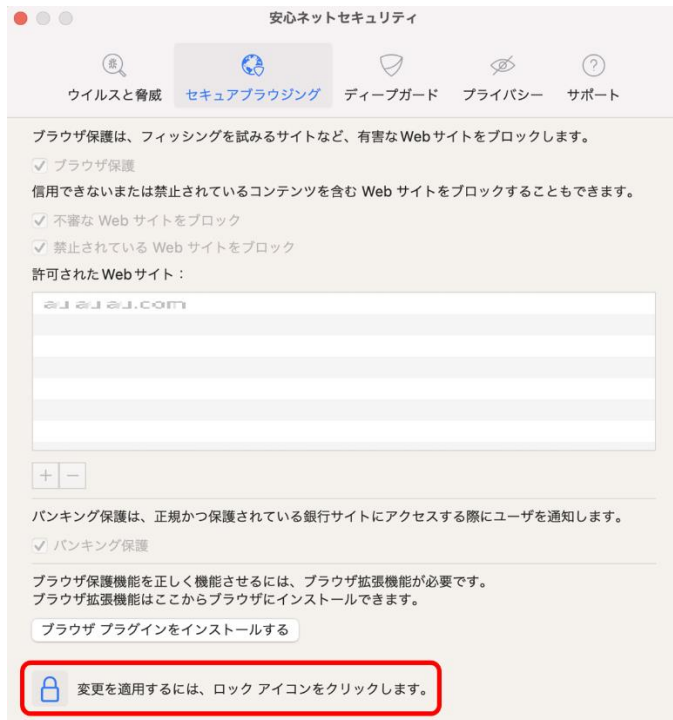 安心ネットセキュリティ
ウイルスと脅威 セキュアブラウジング ディープガード プライバシー サポート
ブラウザ保護は、フィッシングを試みるサイトなど、有害な Web サイトをブロックします。
ブラウザ保護
信用できないまたは禁止されているコンテンツを含む Web サイトをブロックすることもできます。
不審な Web サイトをブロック
禁止されている Web サイトをブロック
許可された Web サイト：
バンキング保護は、正規かつ保護されている銀行サイトにアクセスする際にユーザを通知します。
バンキング保護
ブラウザ保護機能を正しく機能させるには、ブラウザ拡張機能が必要です。
ブラウザ拡張機能はここからブラウザにインストールできます。
ブラウザ プラグインをインストールする
変更を適用するには、ロック アイコンをクリックします。